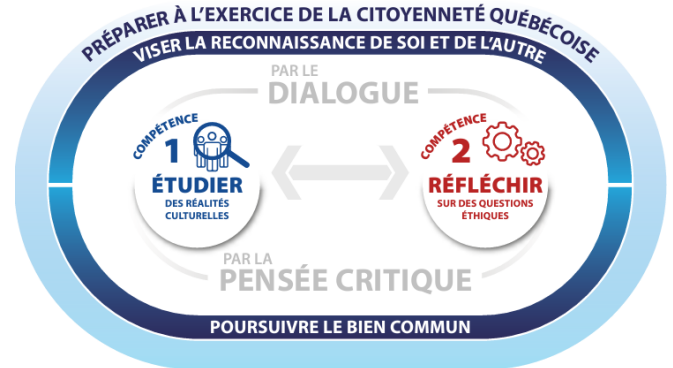 PRÉPARER À L'EXERCICE DE LA CITOYENNETÉ QUÉBÉCOISE
VISER LA RECONNAISSANCE DE SOI ET DE L'AUTRE
PAR LE
DIALOGUE
COMPÉTENCE
1
ÉTUDIER
DES RÉALITÉS
CULTURELLES
COMPÉTENCE
2
RÉFLÉCHIR
SUR DES QUESTIONS
ÉTHIQUES
PAR LA
PENSÉE CRITIQUE
POURSUIVRE LE BIEN COMMUN